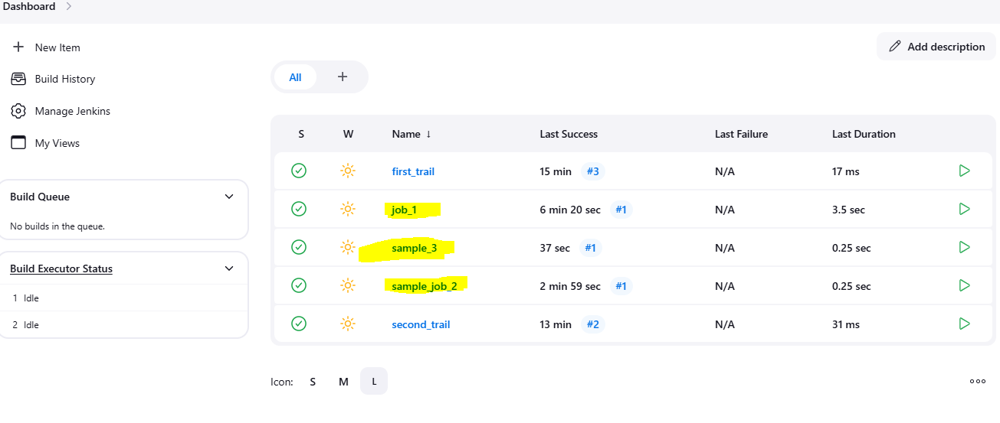 Dashboard
New Item
Add description
Build History
All
Manage Jenkins
My Views
S W Name ↓ Last Success Last Failure Last Duration
first_trail 15 min #3 N/A 17 ms
Build Queue
job_1 6 min 20 sec #1 N/A 3.5 sec
No builds in the queue.
sample_3 37 sec #1 N/A 0.25 sec
Build Executor Status
sample_job_2 2 min 59 sec #1 N/A 0.25 sec
1 Idle
2 Idle
second_trail 13 min #2 N/A 31 ms
Icon: S M L